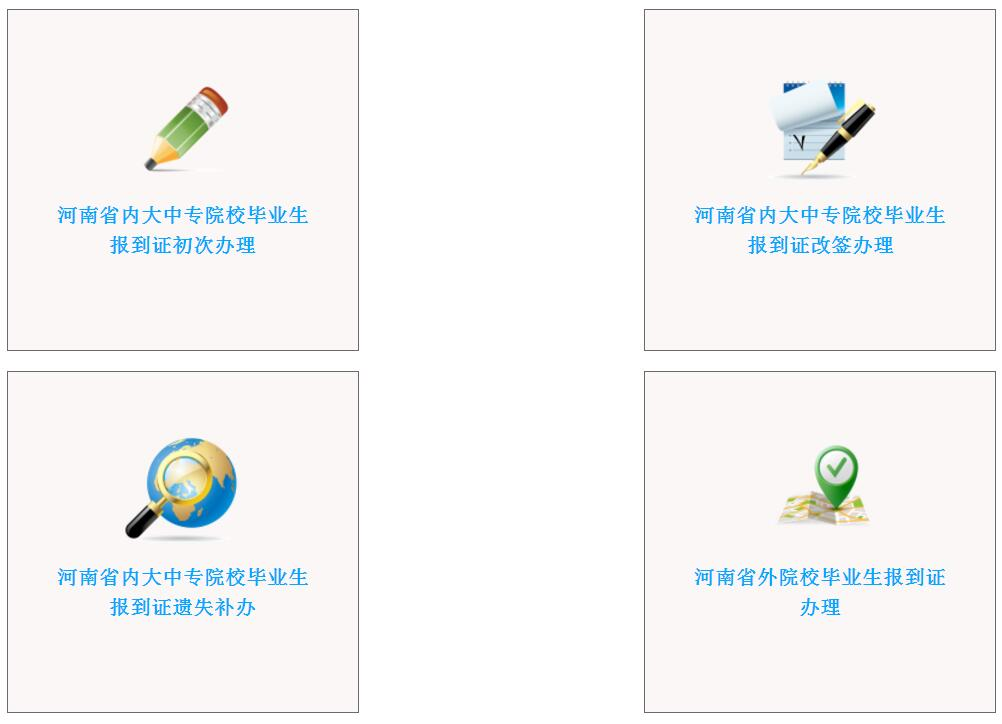 河南省内大中专院校毕业生
报到证初次办理
河南省内大中专院校毕业生
报到证改签办理
河南省内大中专院校毕业生
报到证遗失补办
河南省外院校毕业生报到证
办理